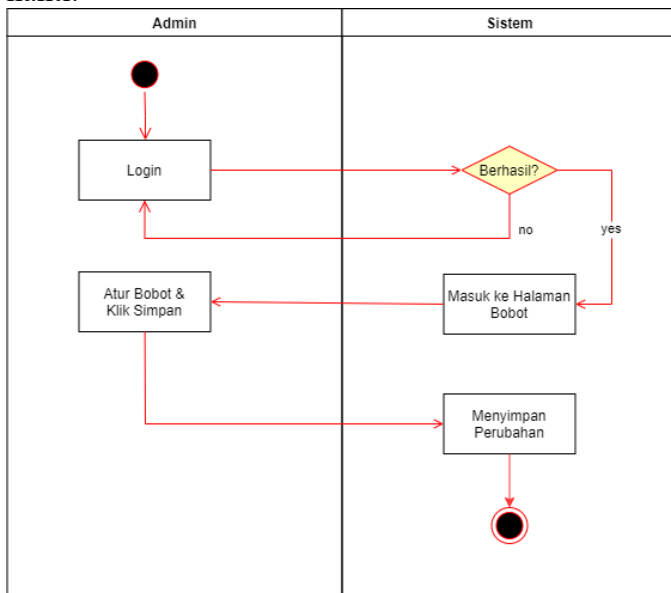 Admin
Sistem
Login
Berhasil?
no
yes
Atur Bobot &
Klik Simpan
Masuk ke Halaman
Bobot
Menyimpan
Perubahan